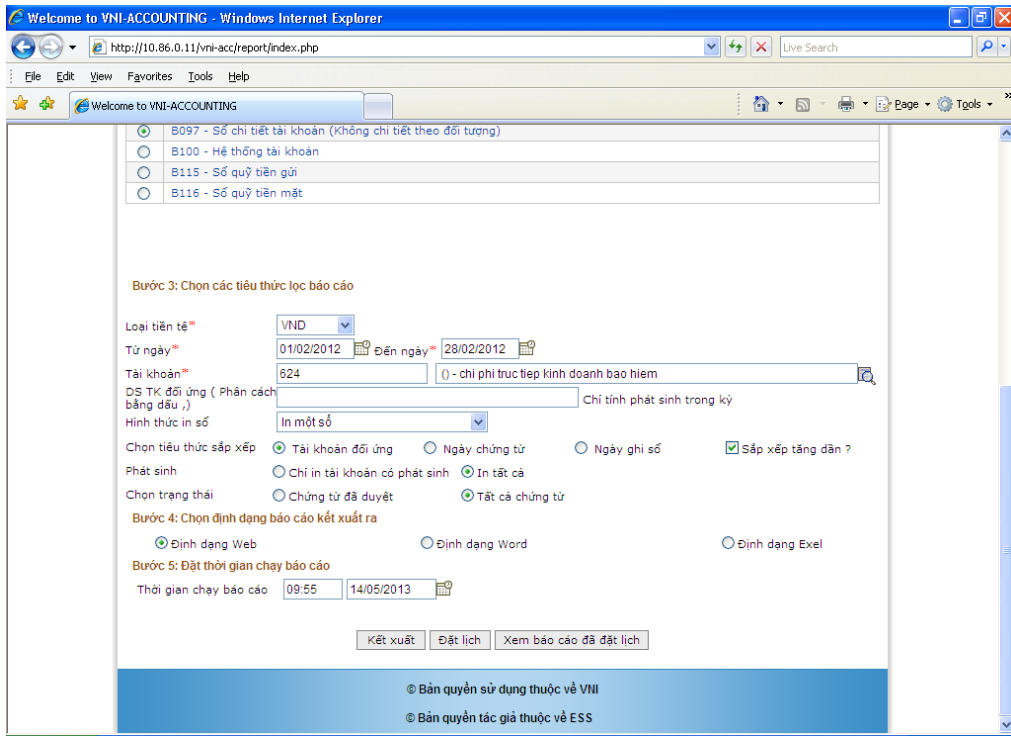 Welcome to VNI-ACCOUNTING - Windows Internet Explorer
http://10.86.0.11/vni-acc/report/index.php
Live Search
File Edit View Favorites Tools Help
Welcome to VNI-ACCOUNTING
Page Tools
B097 - Sổ chi tiết tài khoản (Không chi tiết theo đối tượng)
B100 - Hệ thống tài khoản
B115 - Sổ quỹ tiền gửi
B116 - Sổ quỹ tiền mặt
Bước 3: Chọn các tiêu thức lọc báo cáo
Loại tiền tệ* VND
Từ ngày* 01/02/2012 Đến ngày* 28/02/2012
Tài khoản* 624 () - chi phi truc tiep kinh doanh bao hiem
DS TK đối ứng ( Phân cách
bằng dấu ,) Chỉ tính phát sinh trong kỳ
Hình thức in sổ In một sổ
Chọn tiêu thức sắp xếp Tài khoản đối ứng Ngày chứng từ Ngày ghi sổ Sắp xếp tăng dần ?
Phát sinh Chỉ in tài khoản có phát sinh In tất cả
Chọn trạng thái Chứng từ đã duyệt Tất cả chứng từ
Bước 4: Chọn định dạng báo cáo kết xuất ra
Định dạng Web Định dạng Word Định dạng Exel
Bước 5: Đặt thời gian chạy báo cáo
Thời gian chạy báo cáo 09:55 14/05/2013
Kết xuất Đặt lịch Xem báo cáo đã đặt lịch
© Bản quyền sử dụng thuộc về VNI
© Bản quyền tác giả thuộc về ESS